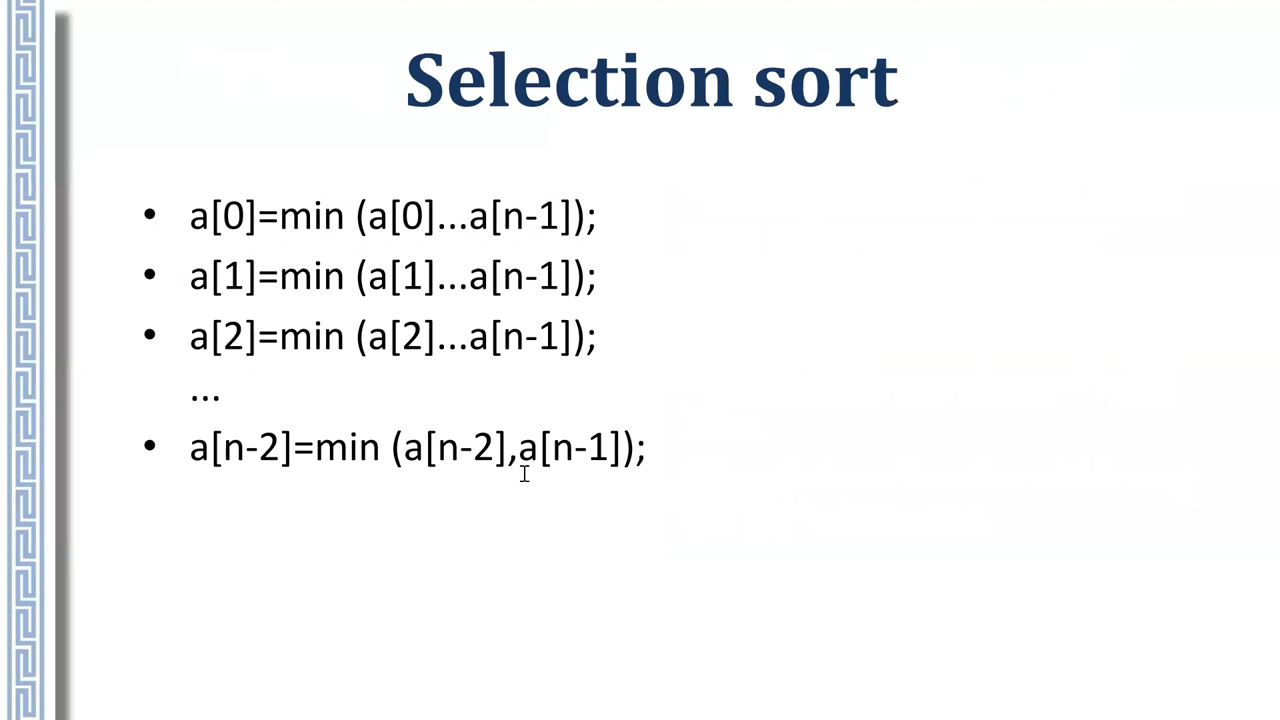 Selection sort
• a[0]=min (a[0]...a[n-1]);
• a[1]=min (a[1]...a[n-1]);
• a[2]=min (a[2]...a[n-1]);
...
• a[n-2]=min (a[n-2],a[n-1]);